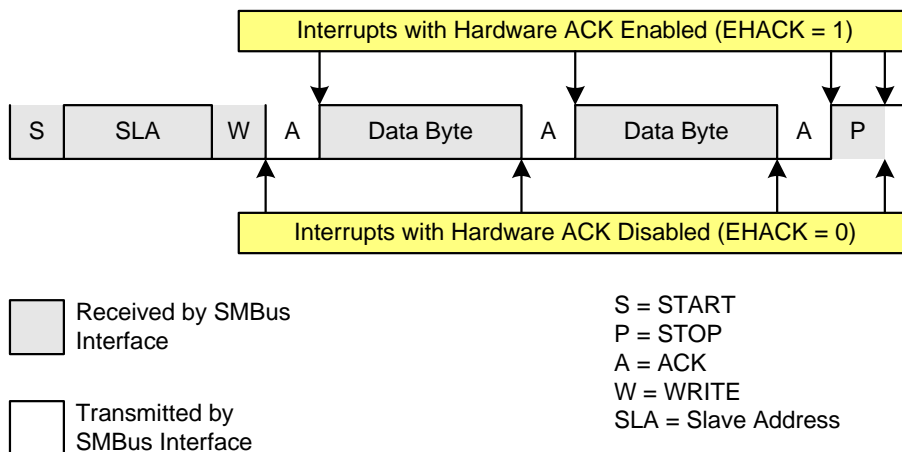 Interrupts with Hardware ACK Enabled (EHACK = 1)
S SLA W A Data Byte A Data Byte A P
Interrupts with Hardware ACK Disabled (EHACK = 0)
Received by SMBus
Interface
Transmitted by
SMBus Interface
S = START
P = STOP
A = ACK
W = WRITE
SLA = Slave Address